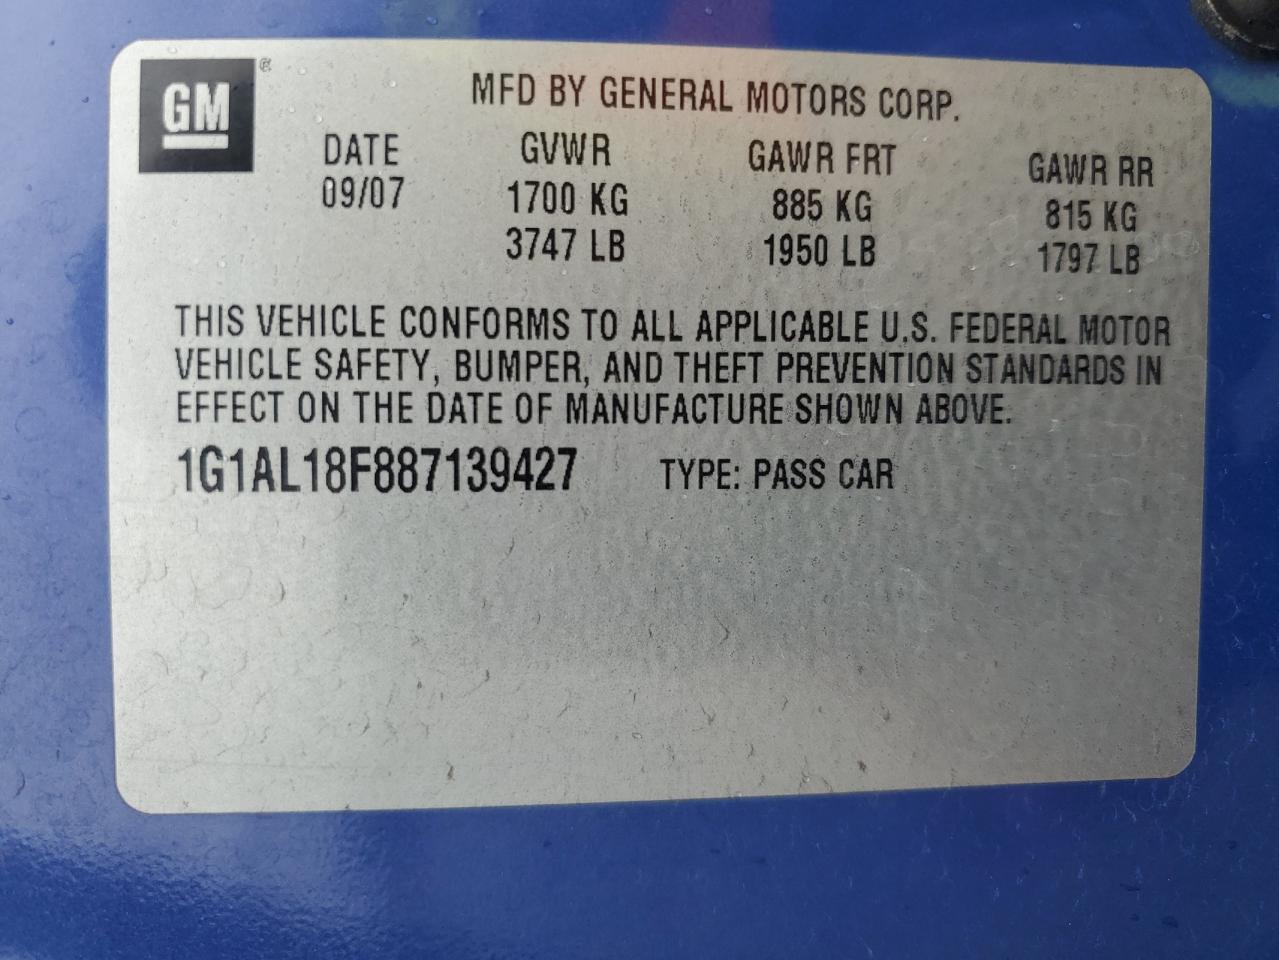 GM ®
MFD BY GENERAL MOTORS CORP.
DATE GVWR GAWR FRT GAWR RR
09/07 1700 KG 885 KG 815 KG
3747 LB 1950 LB 1797 LB
THIS VEHICLE CONFORMS TO ALL APPLICABLE U.S. FEDERAL MOTOR
VEHICLE SAFETY, BUMPER, AND THEFT PREVENTION STANDARDS IN
EFFECT ON THE DATE OF MANUFACTURE SHOWN ABOVE.
1G1AL18F887139427 TYPE: PASS CAR